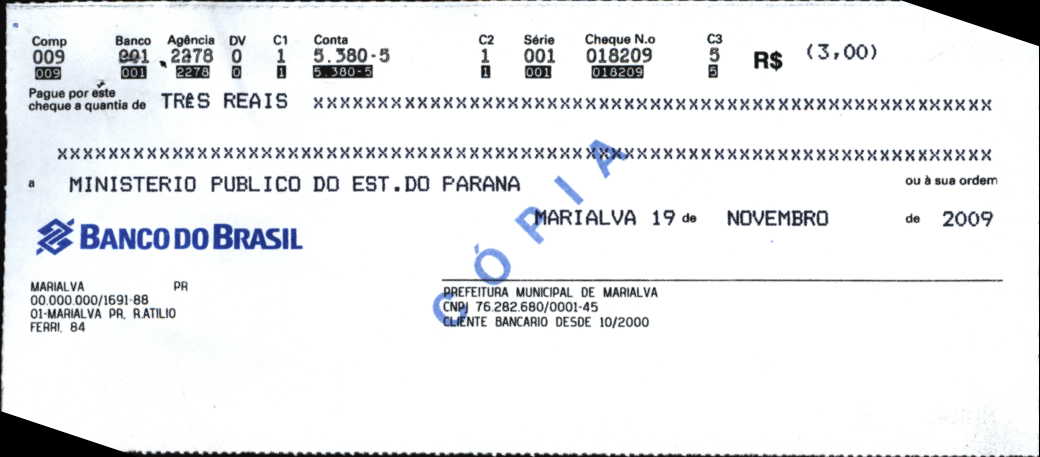 Comp Banco Agência DV C1 Conta C2 Série Cheque N.o C3
009 001 2278 0 1 5.380-5 1 001 018209 5 R$ (3,00)
009 001 2278 0 1 5.380-5 1 001 018209 5
Pague por este
cheque a quantia de TRÊS REAIS XXXXXXXXXXXXXXXXXXXXXXXXXXXXXXXXXXXXXXXXXXXXXXXXXXXXX
XXXXXXXXXXXXXXXXXXXXXXXXXXXXXXXXXXXXXXXXXXXXXXXXXXXXXXXXXXXXXXXXXXXXXXXXX
a MINISTERIO PUBLICO DO EST.DO PARANA ou à sua ordem
MARIALVA 19 de NOVEMBRO de 2009
BANCO DO BRASIL
CÓPIA
MARIALVA PR
00.000.000/1691-88
01-MARIALVA PR, R.ATILIO
FERRI, 84
PREFEITURA MUNICIPAL DE MARIALVA
CNPJ 76.282.680/0001-45
CLIENTE BANCARIO DESDE 10/2000